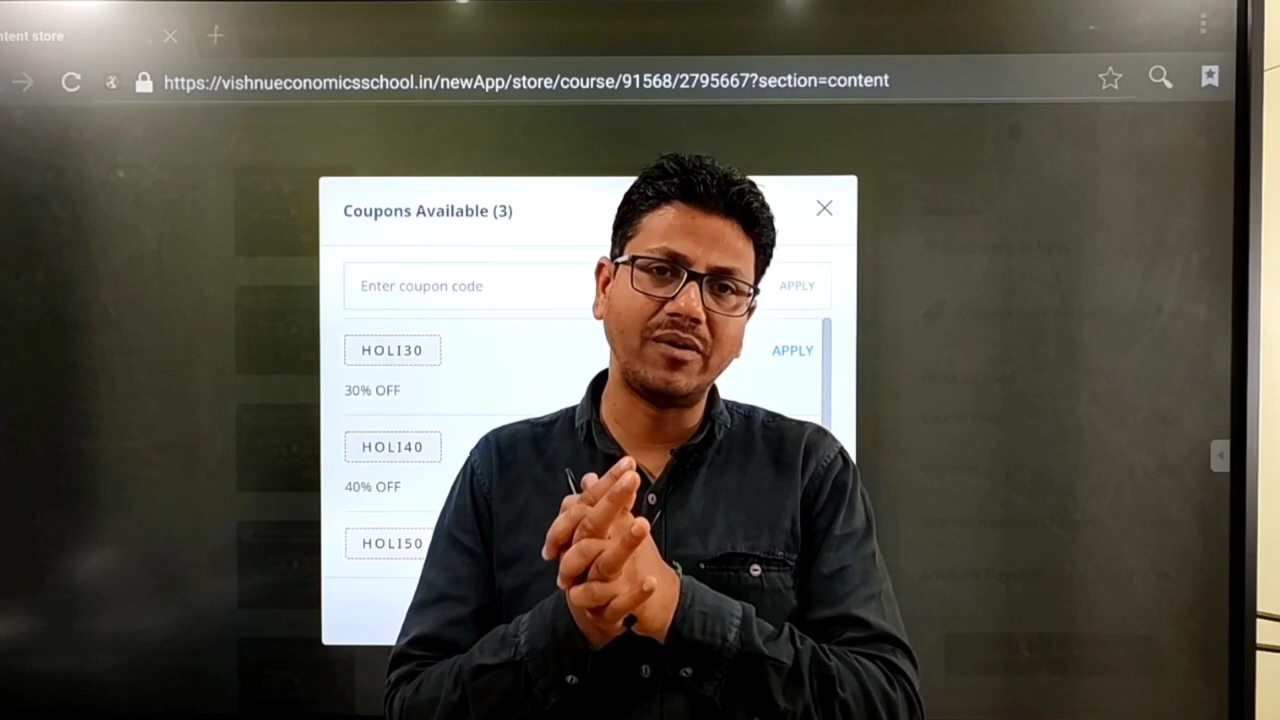 ntent store
https://vishnueconomicsschool.in/newApp/store/course/91568/2795667?section=content
Coupons Available (3)
Enter coupon code
APPLY
HOLI30
APPLY
30% OFF
HOLI40
40% OFF
HOLI50